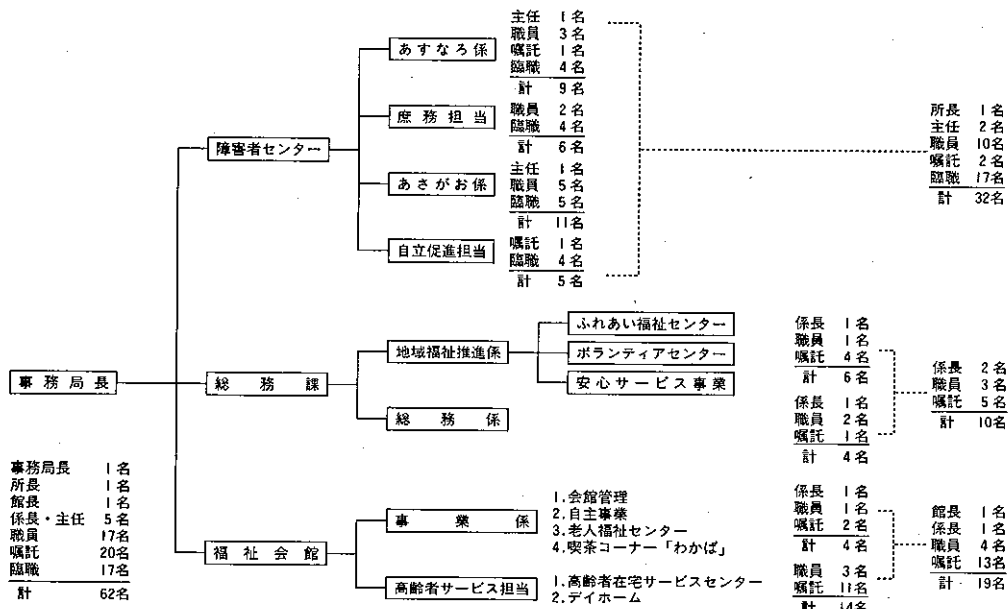 事務局長
事務局長 1名
所長 1名
館長 1名
係長・主任 5名
職員 17名
嘱託 20名
臨職 17名
計 62名
障害者センター
あすなろ係
主任 1名
職員 3名
嘱託 1名
臨職 4名
計 9名
庶務担当
職員 2名
臨職 4名
計 6名
あさがお係
主任 1名
職員 5名
臨職 5名
計 11名
自立促進担当
嘱託 1名
臨職 4名
計 5名
所長 1名
主任 2名
職員 10名
嘱託 2名
臨職 17名
計 32名
総務課
地域福祉推進係
ふれあい福祉センター
ボランティアセンター
安心サービス事業
係長 1名
職員 1名
嘱託 4名
計 6名
総務係
係長 1名
職員 2名
嘱託 1名
計 4名
係長 2名
職員 3名
嘱託 5名
計 10名
福祉会館
事業係
1.会館管理
2.自主事業
3.老人福祉センター
4.喫茶コーナー「わかば」
係長 1名
職員 1名
嘱託 2名
計 4名
高齢者サービス担当
1.高齢者在宅サービスセンター
2.デイホーム
職員 3名
嘱託 11名
計 14名
館長 1名
係長 1名
職員 4名
嘱託 13名
計 19名